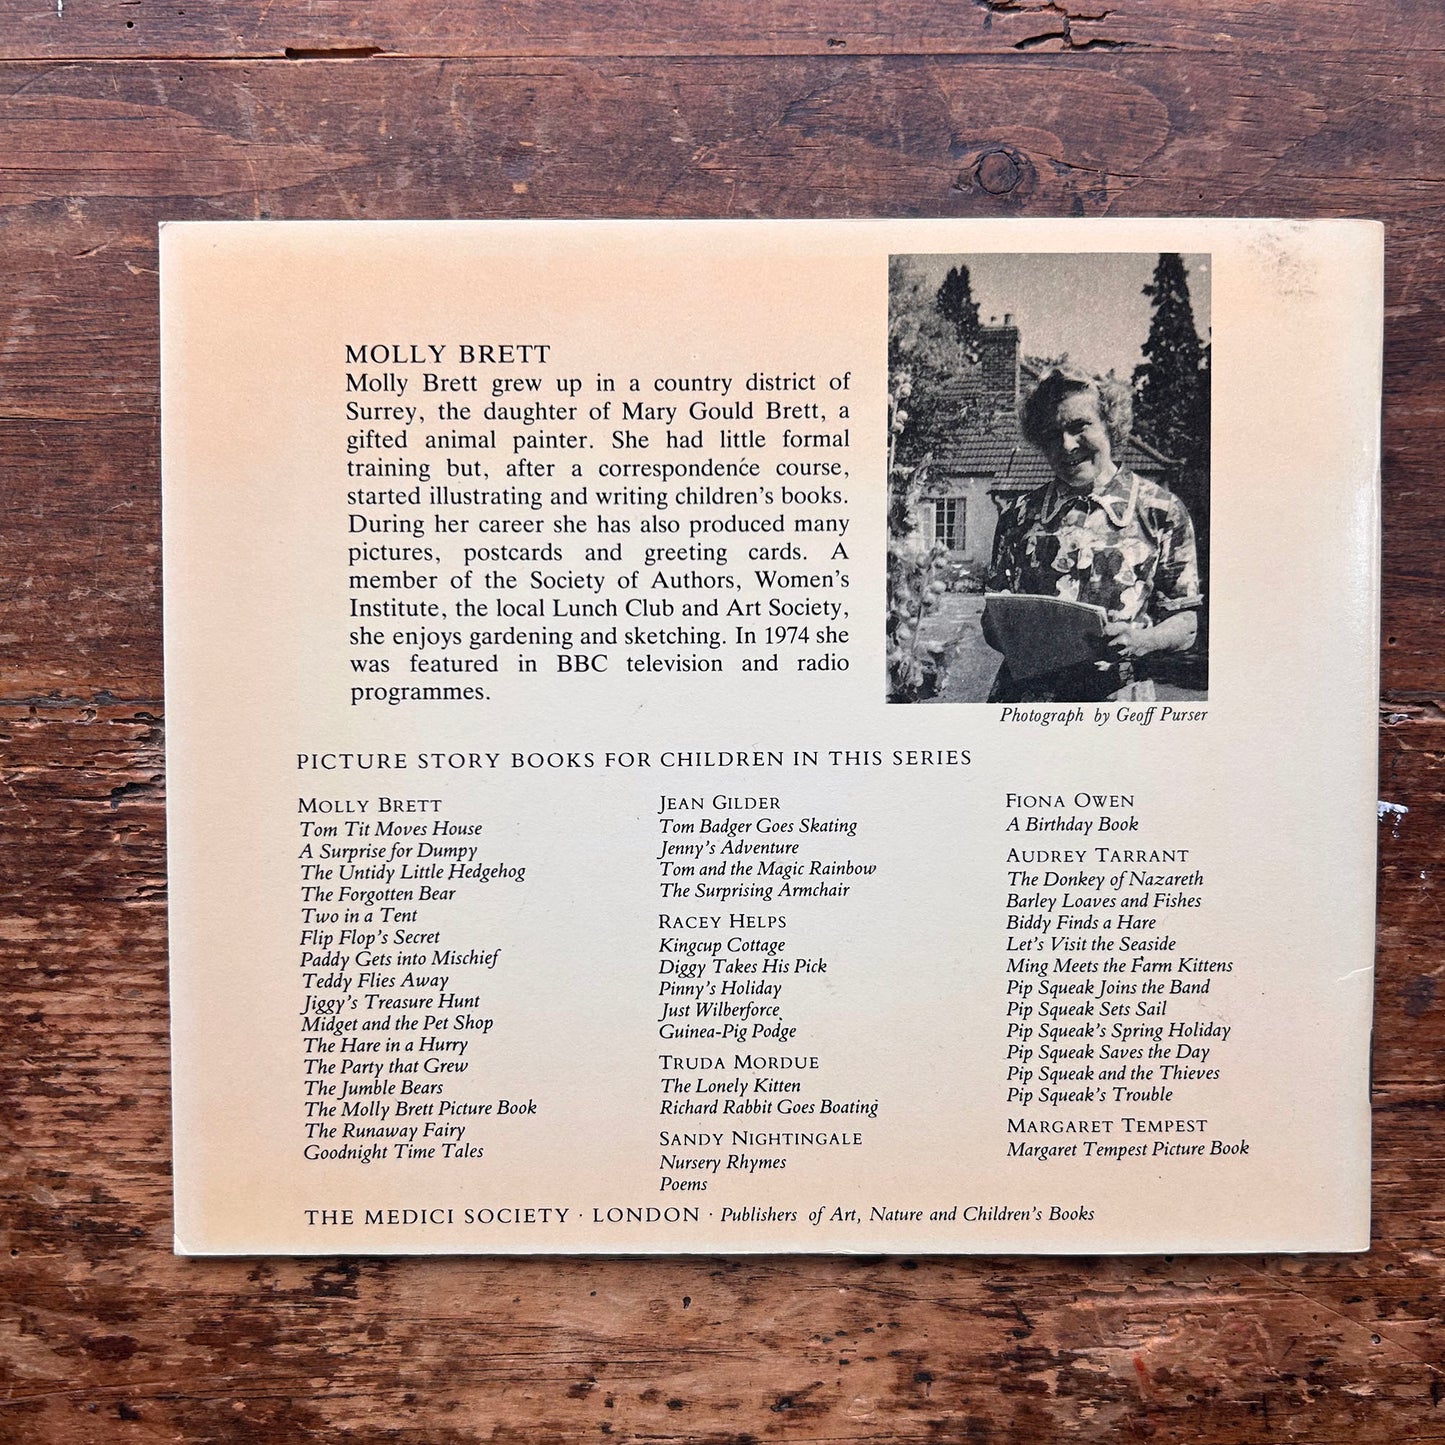 MOLLY BRETT
Molly Brett grew up in a country district of
Surrey, the daughter of Mary Gould Brett, a
gifted animal painter. She had little formal
training but, after a correspondence course,
started illustrating and writing children's books.
During her career she has also produced many
pictures, postcards and greeting cards. A
member of the Society of Authors, Women's
Institute, the local Lunch Club and Art Society,
she enjoys gardening and sketching. In 1974 she
was featured in BBC television and radio
programmes.
Photograph by Geoff Purser
PICTURE STORY BOOKS FOR CHILDREN IN THIS SERIES
MOLLY BRETT
Tom Tit Moves House
A Surprise for Dumpy
The Untidy Little Hedgehog
The Forgotten Bear
Two in a Tent
Flip Flop's Secret
Paddy Gets into Mischief
Teddy Flies Away
Jiggy's Treasure Hunt
Midget and the Pet Shop
The Hare in a Hurry
The Party that Grew
The Jumble Bears
The Molly Brett Picture Book
The Runaway Fairy
Goodnight Time Tales
JEAN GILDER
Tom Badger Goes Skating
Jenny's Adventure
Tom and the Magic Rainbow
The Surprising Armchair
RACEY HELPS
Kingcup Cottage
Diggy Takes His Pick
Pinny's Holiday
Just Wilberforce
Guinea-Pig Podge
TRUDA MORDUE
The Lonely Kitten
Richard Rabbit Goes Boating
SANDY NIGHTINGALE
Nursery Rhymes
Poems
FIONA OWEN
A Birthday Book
AUDREY TARRANT
The Donkey of Nazareth
Barley Loaves and Fishes
Biddy Finds a Hare
Let's Visit the Seaside
Ming Meets the Farm Kittens
Pip Squeak Joins the Band
Pip Squeak Sets Sail
Pip Squeak's Spring Holiday
Pip Squeak Saves the Day
Pip Squeak and the Thieves
Pip Squeak's Trouble
MARGARET TEMPEST
Margaret Tempest Picture Book
THE MEDICI SOCIETY · LONDON · Publishers of Art, Nature and Children's Books